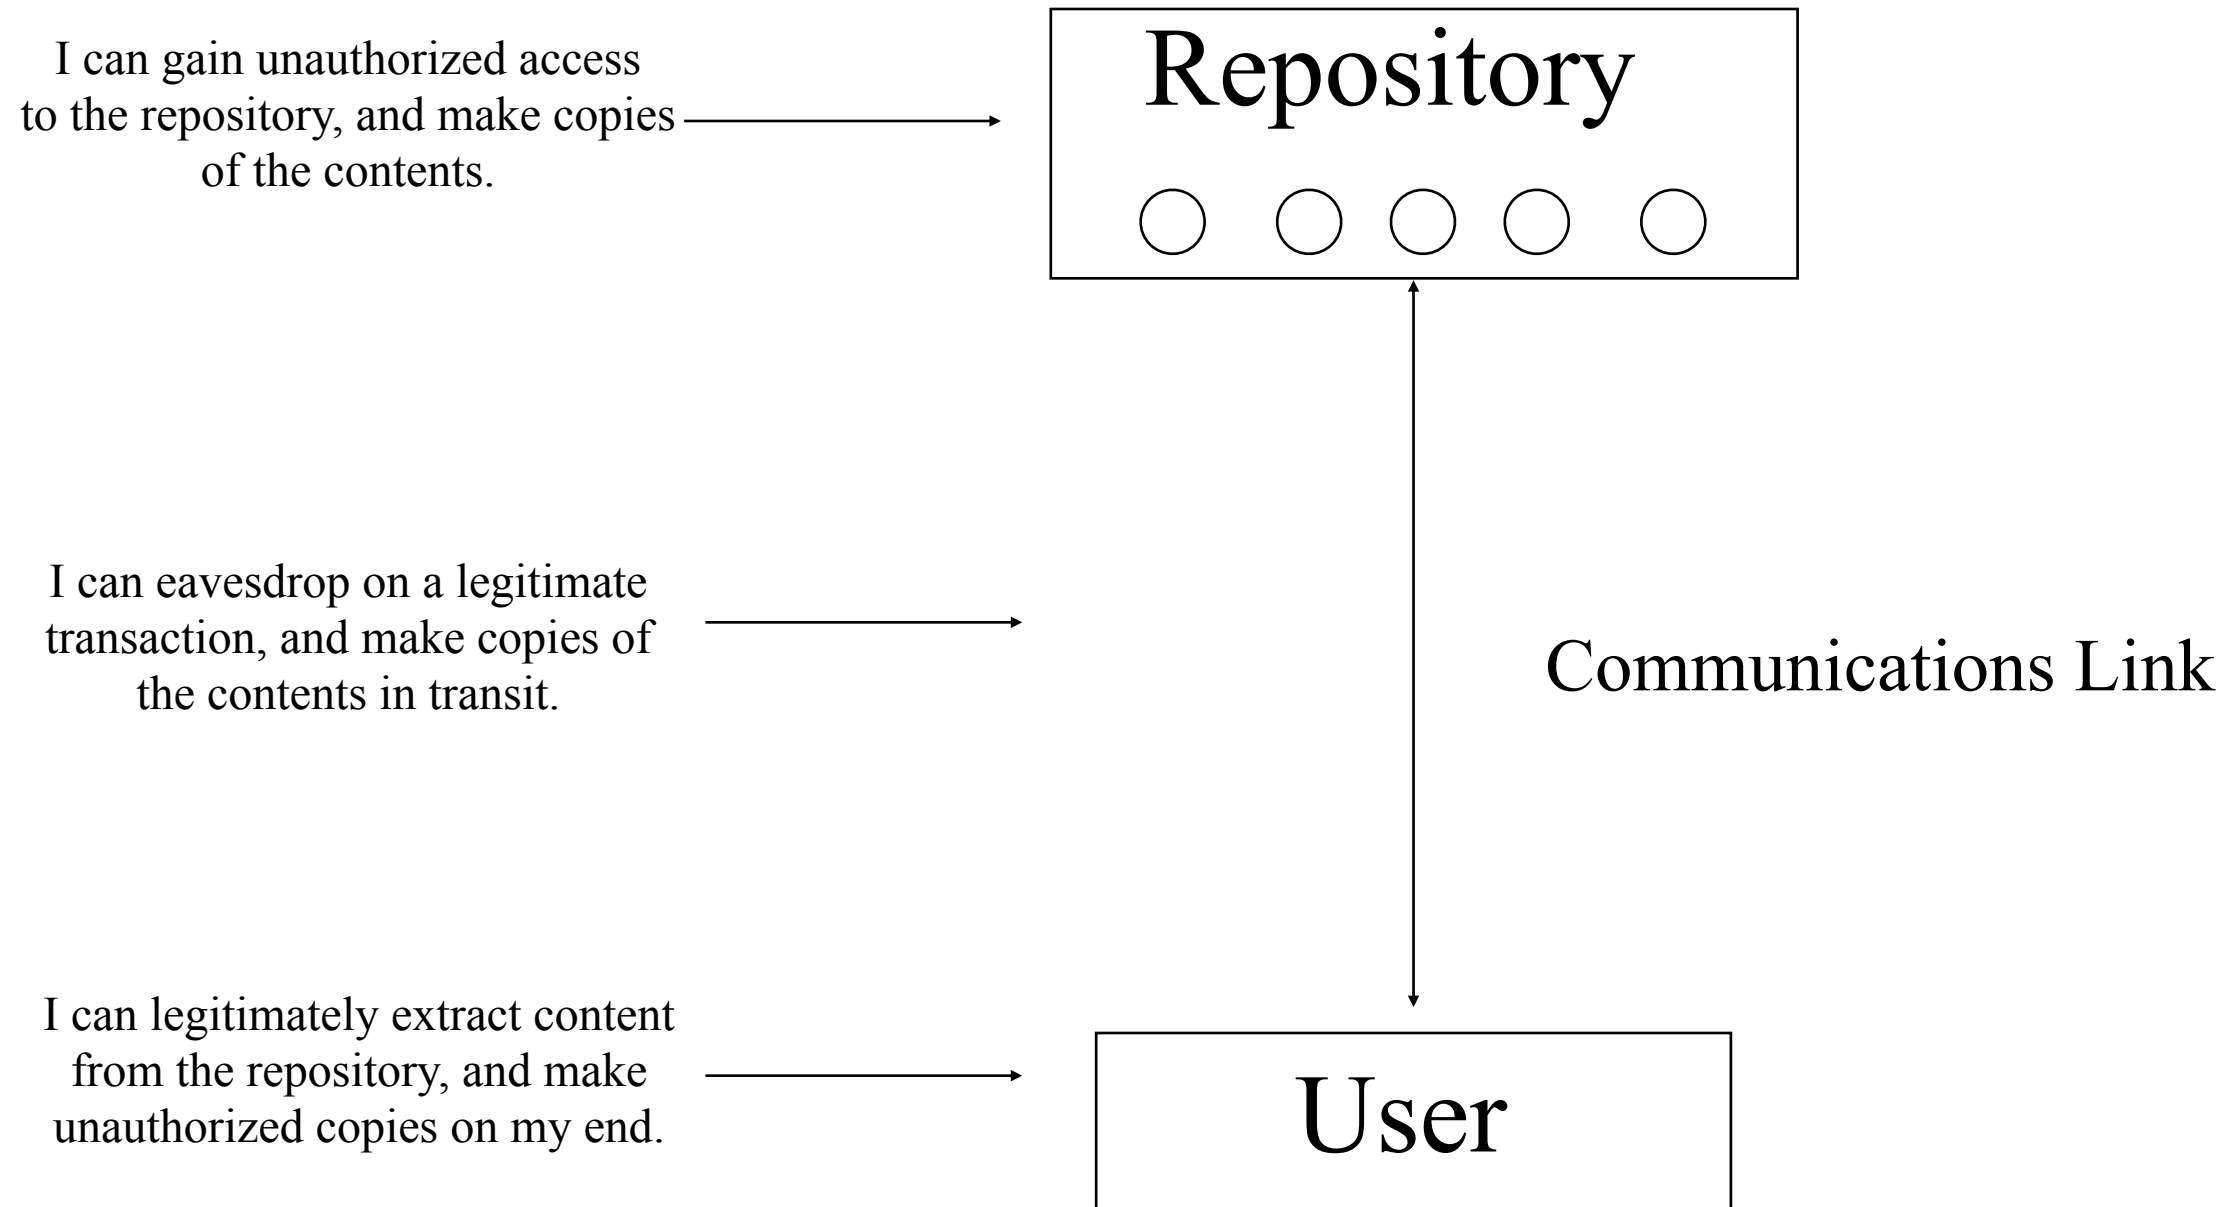 I can gain unauthorized access
to the repository, and make copies
of the contents.
Repository
I can eavesdrop on a legitimate
transaction, and make copies of
the contents in transit.
Communications Link
I can legitimately extract content
from the repository, and make
unauthorized copies on my end.
User